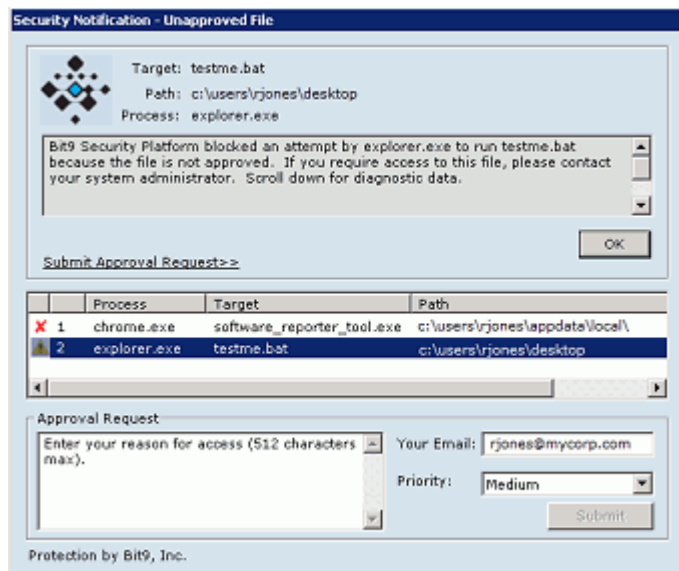 Security Notification - Unapproved File
Target: testme.bat
Path: c:\users\rjones\desktop
Process: explorer.exe
Bit9 Security Platform blocked an attempt by explorer.exe to run testme.bat
because the file is not approved. If you require access to this file, please contact
your system administrator. Scroll down for diagnostic data.
OK
Submit Approval Request>>
Process Target Path
1 chrome.exe software_reporter_tool.exe c:\users\rjones\appdata\local\
2 explorer.exe testme.bat c:\users\rjones\desktop
Approval Request
Enter your reason for access (512 characters
max).
Your Email: rjones@mycorp.com
Priority: Medium
Submit
Protection by Bit9, Inc.